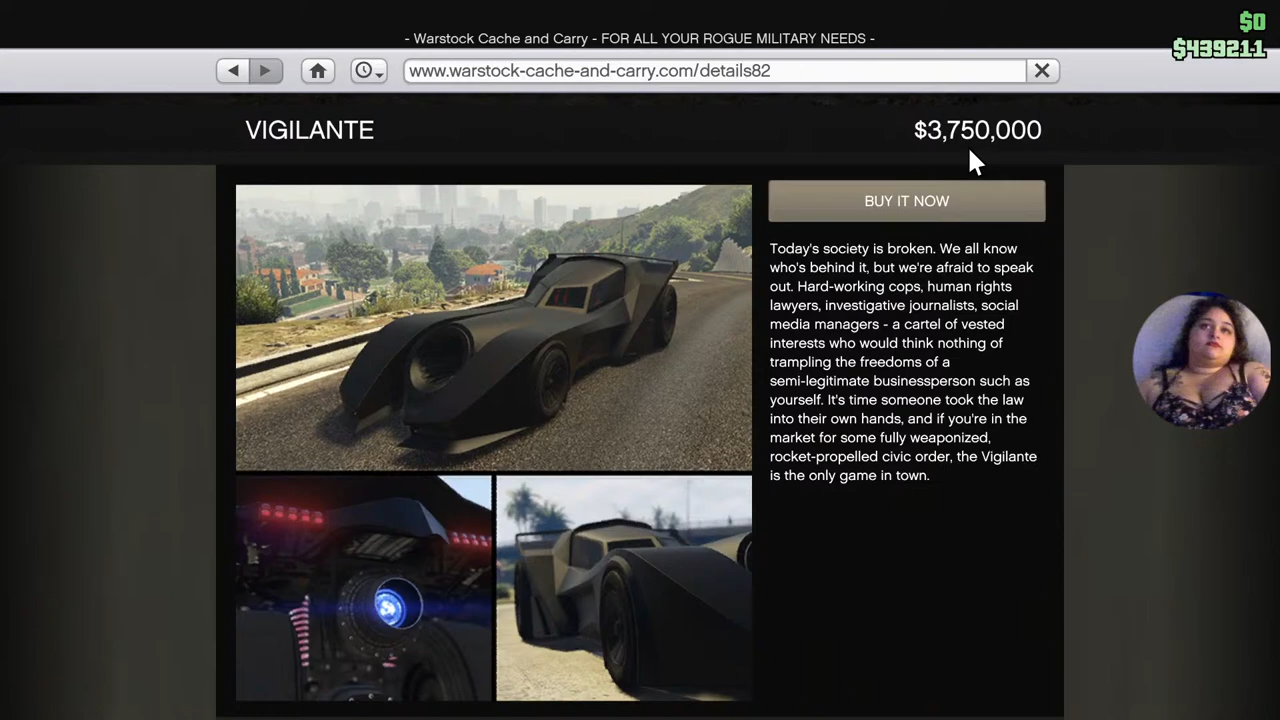 $0
- Warstock Cache and Carry - FOR ALL YOUR ROGUE MILITARY NEEDS -
$439211
www.warstock-cache-and-carry.com/details82
VIGILANTE
$3,750,000
BUY IT NOW
Today's society is broken. We all know
who's behind it, but we're afraid to speak
out. Hard-working cops, human rights
lawyers, investigative journalists, social
media managers - a cartel of vested
interests who would think nothing of
trampling the freedoms of a
semi-legitimate businessperson such as
yourself. It's time someone took the law
into their own hands, and if you're in the
market for some fully weaponized,
rocket-propelled civic order, the Vigilante
is the only game in town.